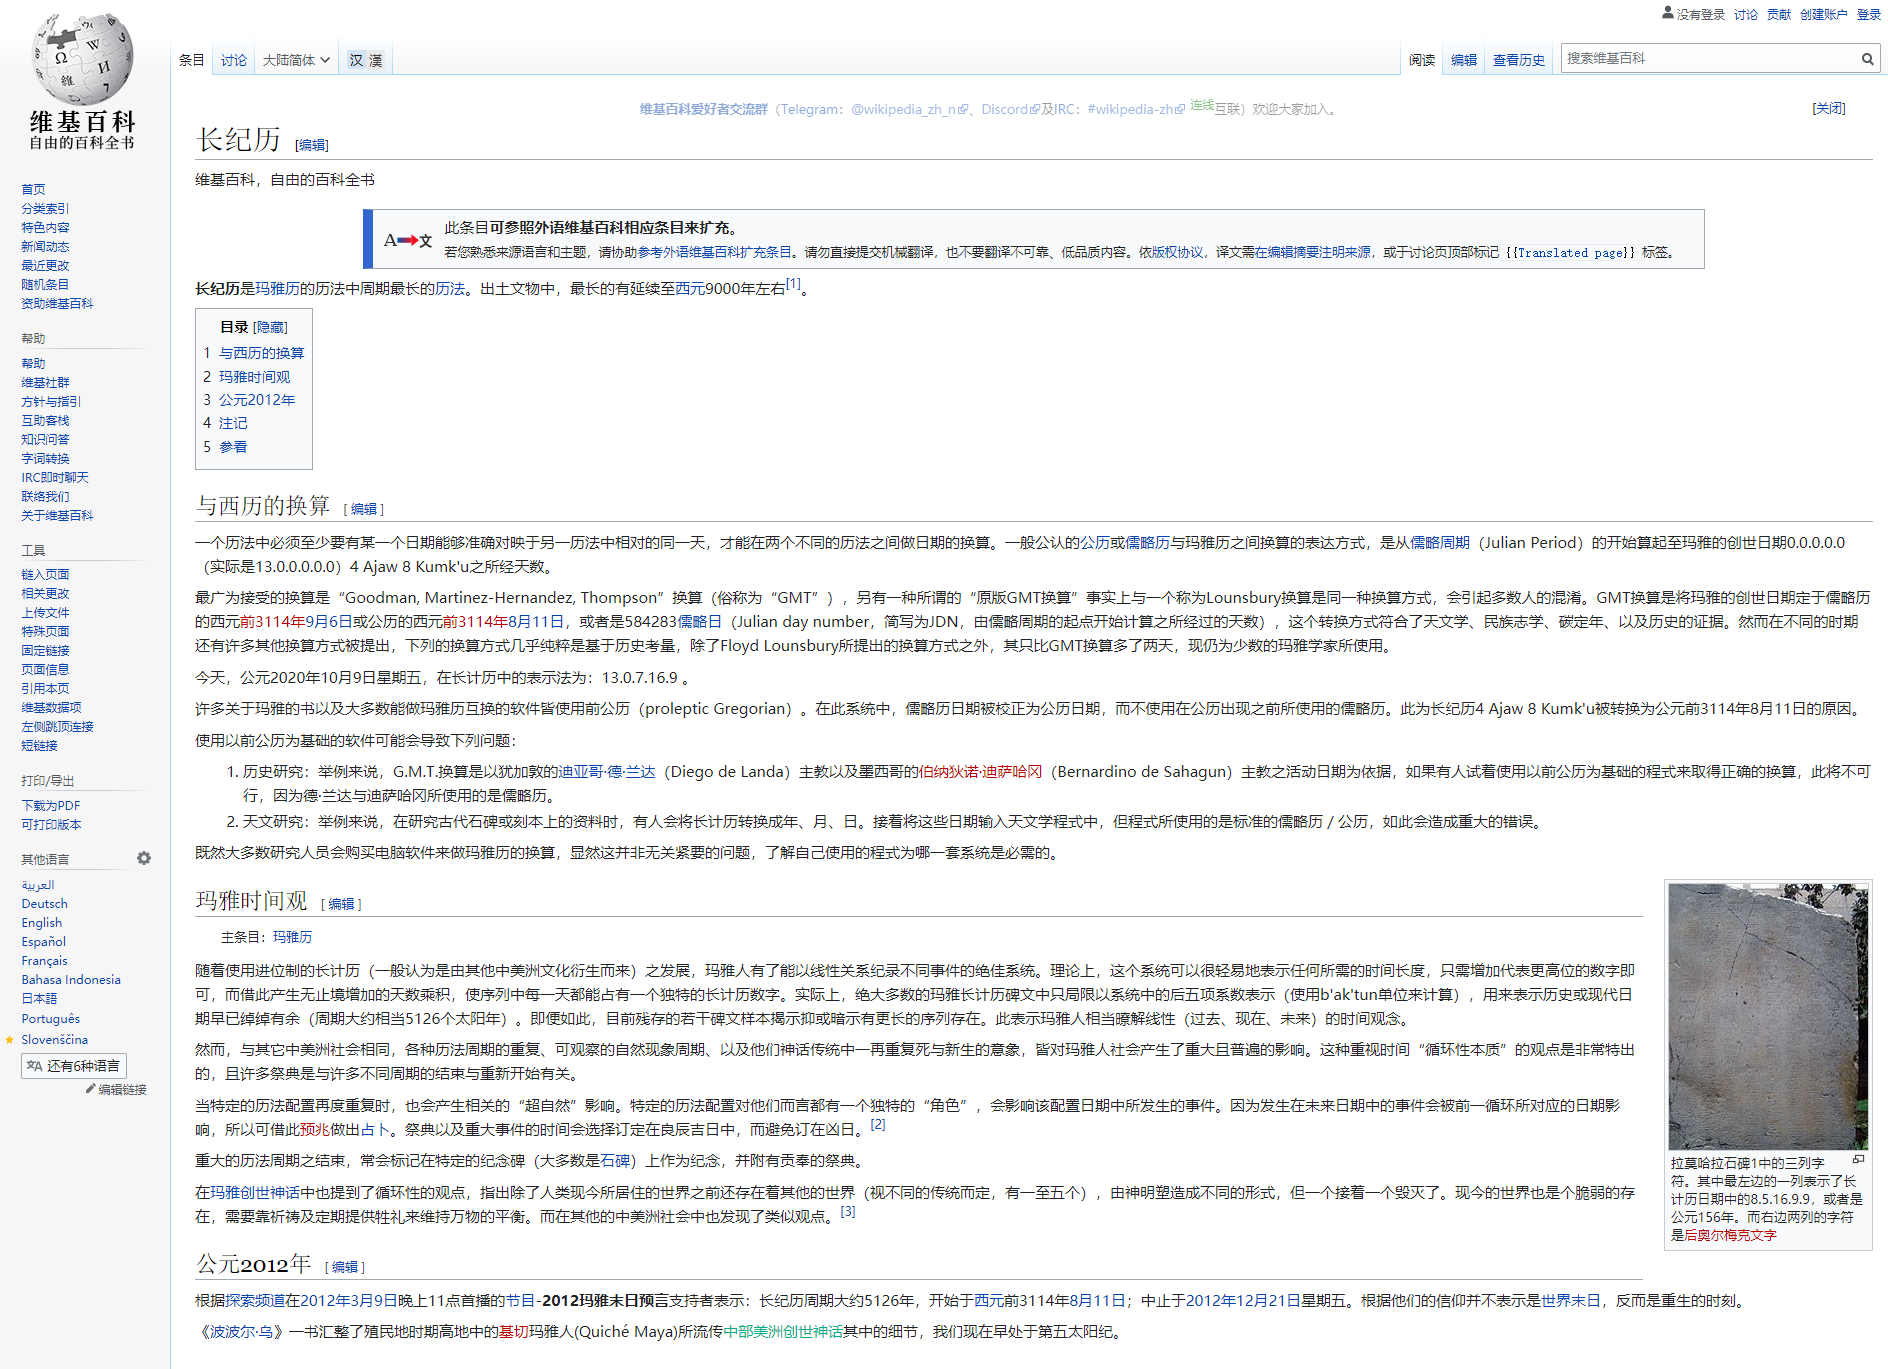 没有登录 讨论 贡献 创建账户 登录
条目 讨论 大陆简体 汉 漢
阅读 编辑 查看历史 搜索维基百科
维基百科
自由的百科全书
首页
分类索引
特色内容
新闻动态
最近更改
随机条目
资助维基百科
帮助
帮助
维基社群
方针与指引
互助客栈
知识问答
字词转换
IRC即时聊天
联络我们
关于维基百科
工具
链入页面
相关更改
上传文件
特殊页面
固定链接
页面信息
引用本页
维基数据项
左侧跳顶连接
短链接
打印/导出
下载为PDF
可打印版本
其他语言
العربية
Deutsch
English
Español
Français
Bahasa Indonesia
日本語
Português
Slovenščina
还有6种语言
编辑链接
维基百科爱好者交流群（Telegram：@wikipedia_zh_n、Discord及IRC：#wikipedia-zh 连线互联）欢迎大家加入。 [关闭]
长纪历 [编辑]
维基百科，自由的百科全书
此条目可参照外语维基百科相应条目来扩充。
若您熟悉来源语言和主题，请协助参考外语维基百科扩充条目。请勿直接提交机械翻译，也不要翻译不可靠、低品质内容。依版权协议，译文需在编辑摘要注明来源，或于讨论页顶部标记 {{Translated page}} 标签。
长纪历是玛雅历的历法中周期最长的历法。出土文物中，最长的有延续至西元9000年左右[1]。
目录 [隐藏]
1 与西历的换算
2 玛雅时间观
3 公元2012年
4 注记
5 参看
与西历的换算 [ 编辑 ]
一个历法中必须至少要有某一个日期能够准确对映于另一历法中相对的同一天，才能在两个不同的历法之间做日期的换算。一般公认的公历或儒略历与玛雅历之间换算的表达方式，是从儒略周期（Julian Period）的开始算起至玛雅的创世日期0.0.0.0.0
（实际是13.0.0.0.0.0）4 Ajaw 8 Kumk'u之所经天数。
最广为接受的换算是“Goodman, Martinez-Hernandez, Thompson”换算（俗称为“GMT”），另有一种所谓的“原版GMT换算”事实上与一个称为Lounsbury换算是同一种换算方式，会引起多数人的混淆。GMT换算是将玛雅的创世日期定于儒略历
的西元前3114年9月6日或公历的西元前3114年8月11日，或者是584283儒略日（Julian day number，简写为JDN，由儒略周期的起点开始计算之所经过的天数），这个转换方式符合了天文学、民族志学、碳定年、以及历史的证据。然而在不同的时期
还有许多其他换算方式被提出，下列的换算方式几乎纯粹是基于历史考量，除了Floyd Lounsbury所提出的换算方式之外，其只比GMT换算多了两天，现仍为少数的玛雅学家所使用。
今天，公元2020年10月9日星期五，在长计历中的表示法为：13.0.7.16.9 。
许多关于玛雅的书以及大多数能做玛雅历互换的软件皆使用前公历（proleptic Gregorian）。在此系统中，儒略历日期被校正为公历日期，而不使用在公历出现之前所使用的儒略历。此为长纪历4 Ajaw 8 Kumk'u被转换为公元前3114年8月11日的原因。
使用以前公历为基础的软件可能会导致下列问题：
1. 历史研究：举例来说，G.M.T.换算是以犹加敦的迪亚哥·德·兰达（Diego de Landa）主教以及墨西哥的伯纳狄诺·迪萨哈冈（Bernardino de Sahagun）主教之活动日期为依据，如果有人试着使用以前公历为基础的程式来取得正确的换算，此将不可
行，因为德·兰达与迪萨哈冈所使用的是儒略历。
2. 天文研究：举例来说，在研究古代石碑或刻本上的资料时，有人会将长计历转换成年、月、日。接着将这些日期输入天文学程式中，但程式所使用的是标准的儒略历 / 公历，如此会造成重大的错误。
既然大多数研究人员会购买电脑软件来做玛雅历的换算，显然这并非无关紧要的问题，了解自己使用的程式为哪一套系统是必需的。
玛雅时间观 [ 编辑 ]
主条目：玛雅历
随着使用进位制的长计历（一般认为是由其他中美洲文化衍生而来）之发展，玛雅人有了能以线性关系纪录不同事件的绝佳系统。理论上，这个系统可以很轻易地表示任何所需的时间长度，只需增加代表更高位的数字即
可，而借此产生无止境增加的天数乘积，使序列中每一天都能占有一个独特的长计历数字。实际上，绝大多数的玛雅长计历碑文中只局限以系统中的后五项系数表示（使用b'ak'tun单位来计算），用来表示历史或现代日
期早已绰绰有余（周期大约相当5126个太阳年）。即便如此，目前残存的若干碑文样本揭示抑或暗示有更长的序列存在。此表示玛雅人相当暸解线性（过去、现在、未来）的时间观念。
然而，与其它中美洲社会相同，各种历法周期的重复、可观察的自然现象周期、以及他们神话传统中一再重复死与新生的意象，皆对玛雅人社会产生了重大且普遍的影响。这种重视时间“循环性本质”的观点是非常特出
的，且许多祭典是与许多不同周期的结束与重新开始有关。
当特定的历法配置再度重复时，也会产生相关的“超自然”影响。特定的历法配置对他们而言都有一个独特的“角色”，会影响该配置日期中所发生的事件。因为发生在未来日期中的事件会被前一循环所对应的日期影
响，所以可借此预兆做出占卜。祭典以及重大事件的时间会选择订定在良辰吉日中，而避免订在凶日。[2]
重大的历法周期之结束，常会标记在特定的纪念碑（大多数是石碑）上作为纪念，并附有贡奉的祭典。
在玛雅创世神话中也提到了循环性的观点，指出除了人类现今所居住的世界之前还存在着其他的世界（视不同的传统而定，有一至五个），由神明塑造成不同的形式，但一个接着一个毁灭了。现今的世界也是个脆弱的存
在，需要靠祈祷及定期提供牲礼来维持万物的平衡。而在其他的中美洲社会中也发现了类似观点。[3]
拉莫哈拉石碑1中的三列字
符。其中最左边的一列表示了长
计历日期中的8.5.16.9.9，或者是
公元156年。而右边两列的字符
是后奥尔梅克文字
公元2012年 [ 编辑 ]
根据探索频道在2012年3月9日晚上11点首播的节目-2012玛雅末日预言支持者表示：长纪历周期大约5126年，开始于西元前3114年8月11日；中止于2012年12月21日星期五。根据他们的信仰并不表示是世界末日，反而是重生的时刻。
《波波尔·乌》一书汇整了殖民地时期高地中的基切玛雅人(Quiché Maya)所流传中部美洲创世神话其中的细节，我们现在早处于第五太阳纪。